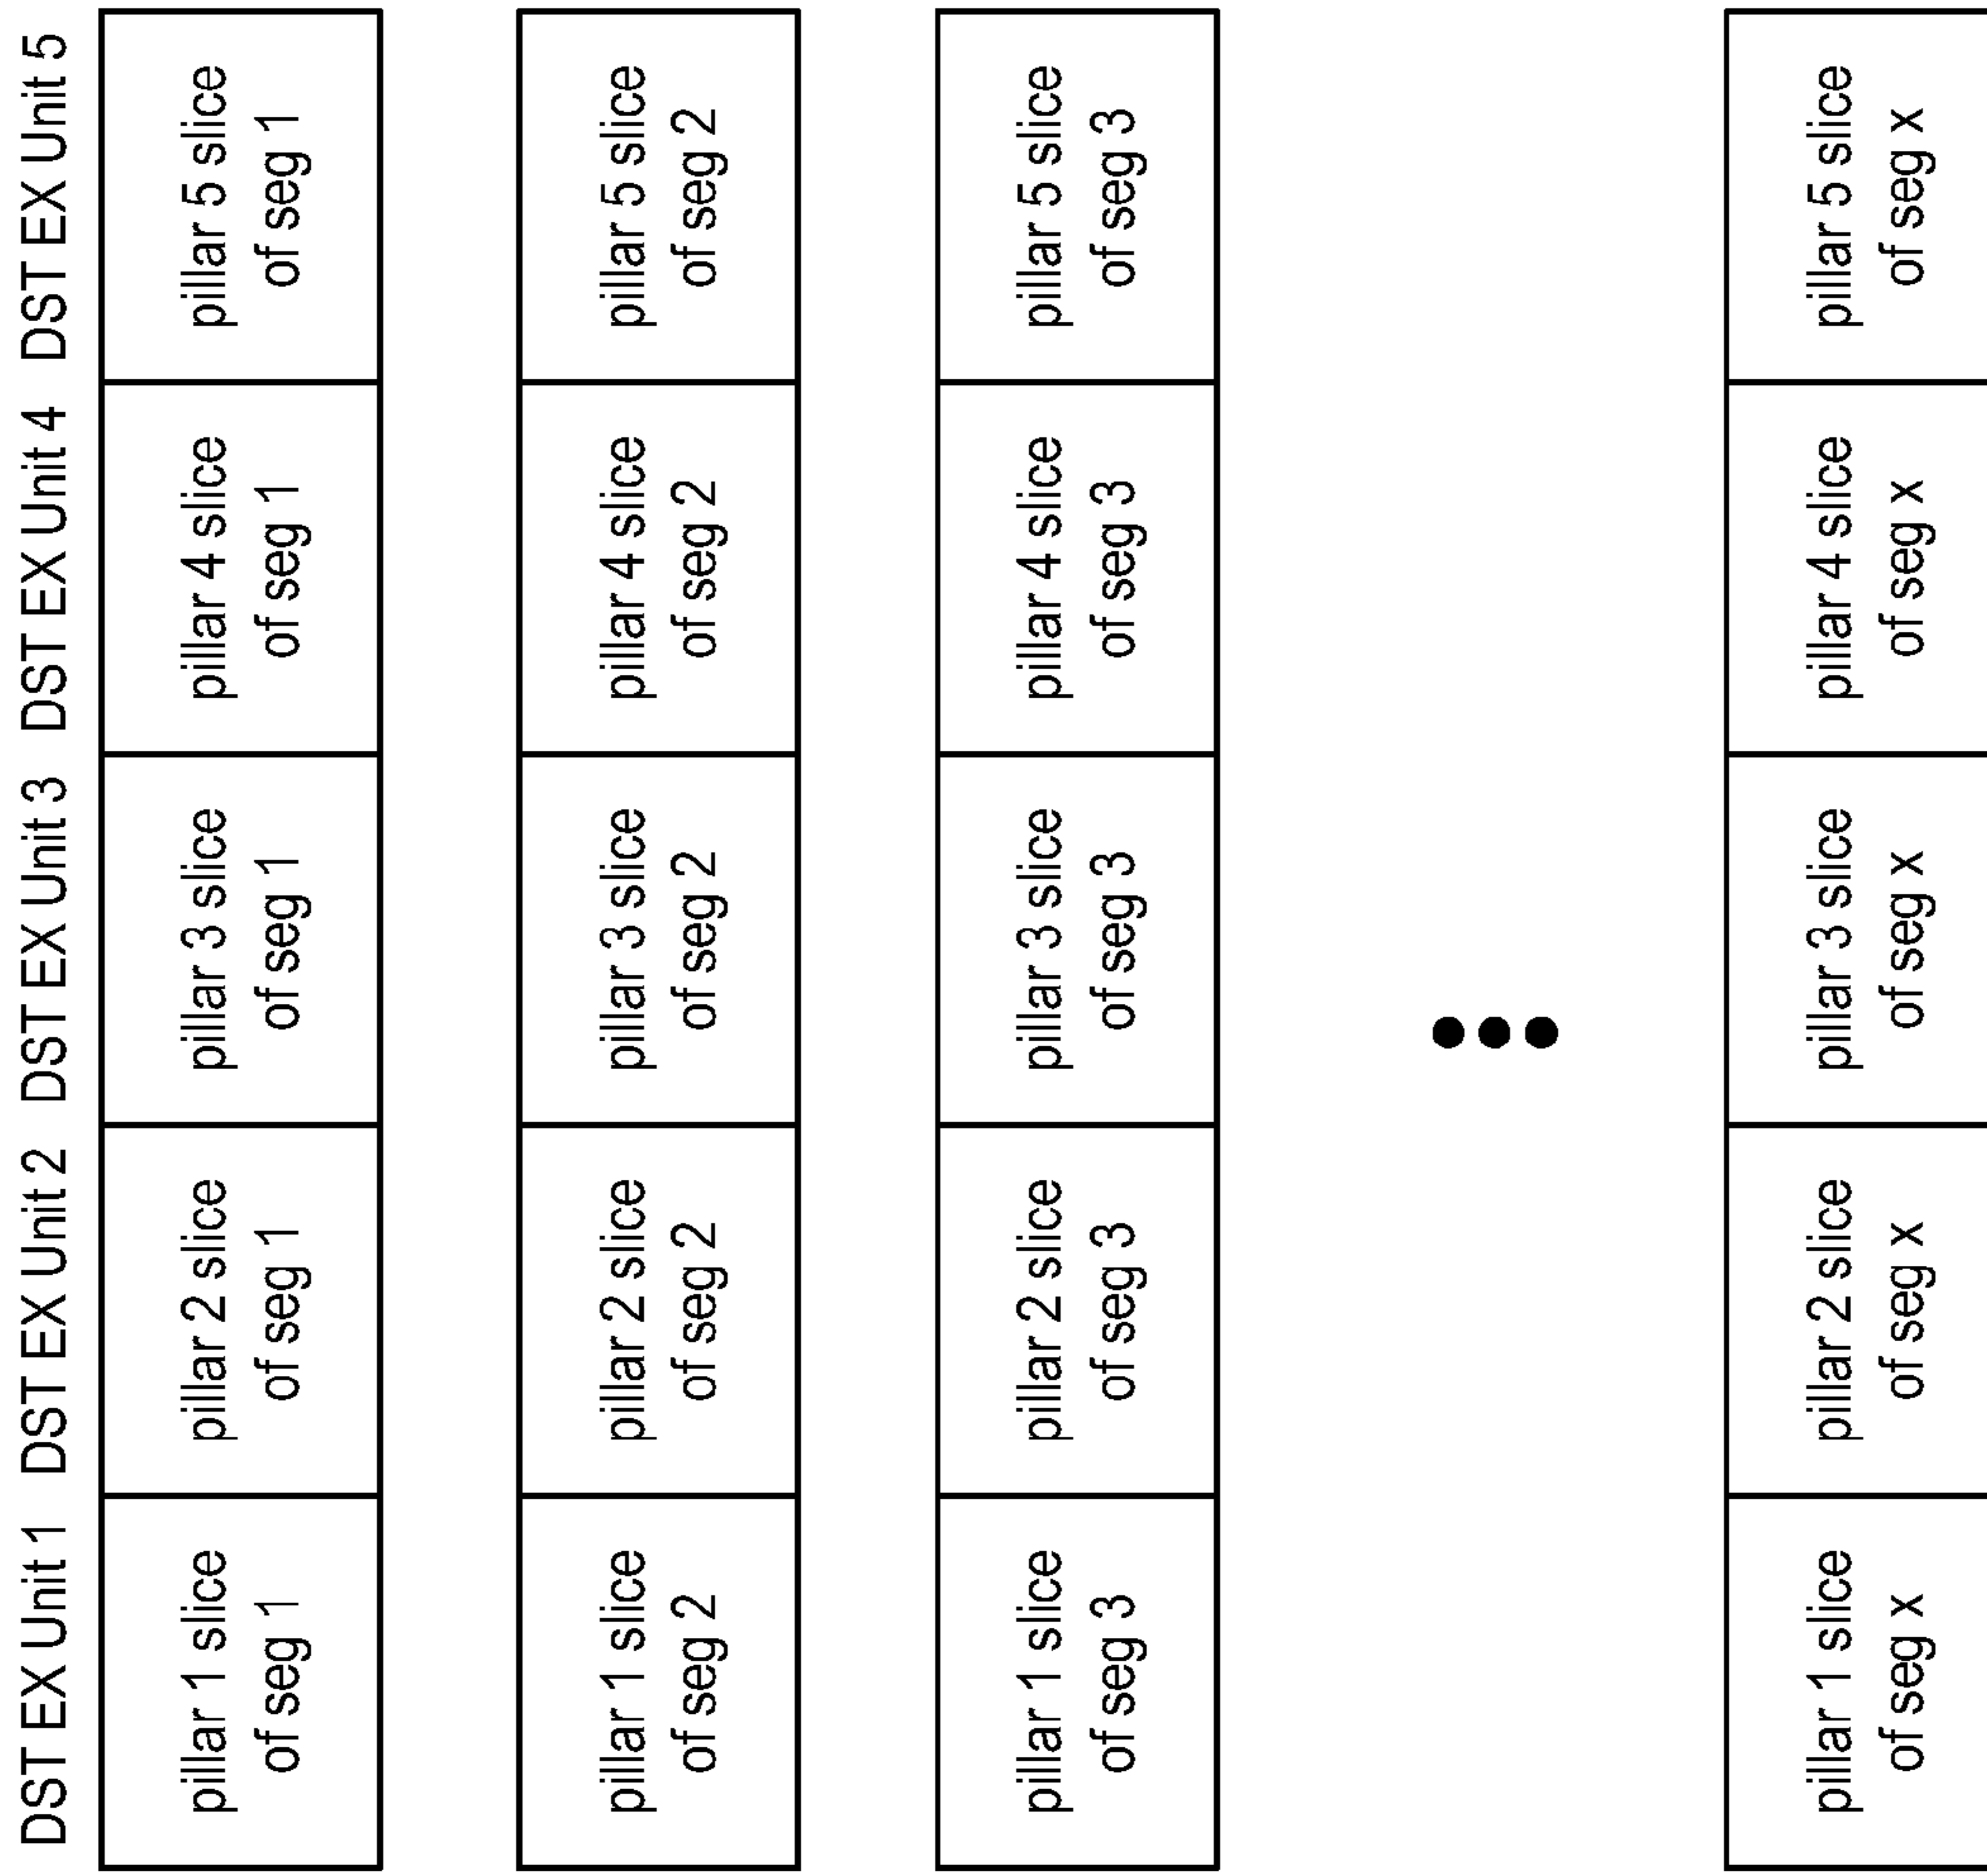 DST EX Unit 1 DST EX Unit 2 DST EX Unit 3 DST EX Unit 4 DST EX Unit 5
pillar 1 slice
of seg 1
pillar 2 slice
of seg 1
pillar 3 slice
of seg 1
pillar 4 slice
of seg 1
pillar 5 slice
of seg 1
pillar 1 slice
of seg 2
pillar 2 slice
of seg 2
pillar 3 slice
of seg 2
pillar 4 slice
of seg 2
pillar 5 slice
of seg 2
pillar 1 slice
of seg 3
pillar 2 slice
of seg 3
pillar 3 slice
of seg 3
pillar 4 slice
of seg 3
pillar 5 slice
of seg 3
pillar 1 slice
of seg x
pillar 2 slice
of seg x
pillar 3 slice
of seg x
pillar 4 slice
of seg x
pillar 5 slice
of seg x